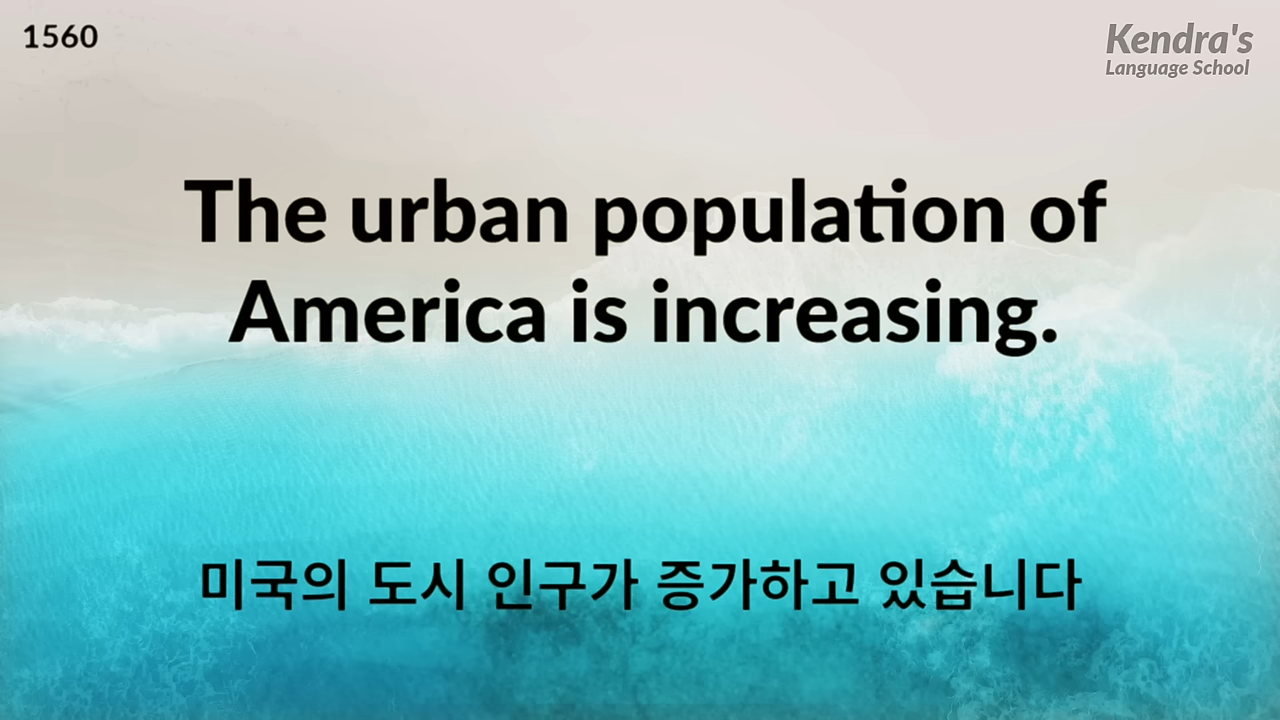 1560
Kendra's
Language School
The urban population of
America is increasing.
미국의 도시 인구가 증가하고 있습니다